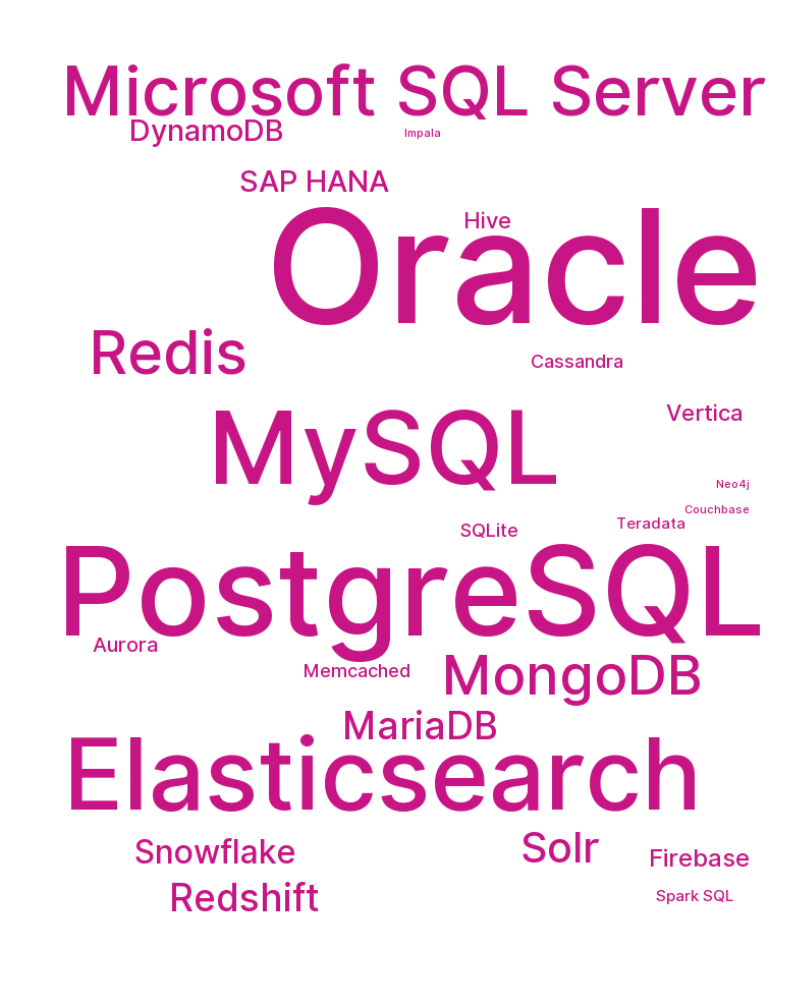 Microsoft SQL Server
DynamoDB
Impala
SAP HANA
Hive
Oracle
Redis
Cassandra
Vertica
MySQL
Neo4j
Couchbase
Teradata
SQLite
PostgreSQL
Aurora
Memcached
MongoDB
MariaDB
Elasticsearch
Snowflake
Solr
Firebase
Redshift
Spark SQL